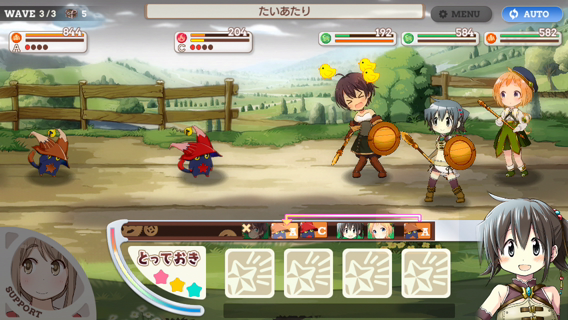 WAVE 3/3 5
たいあたり
MENU
AUTO
844
A
204
C
192
584
582
A C A
とっておき
SUPPORT